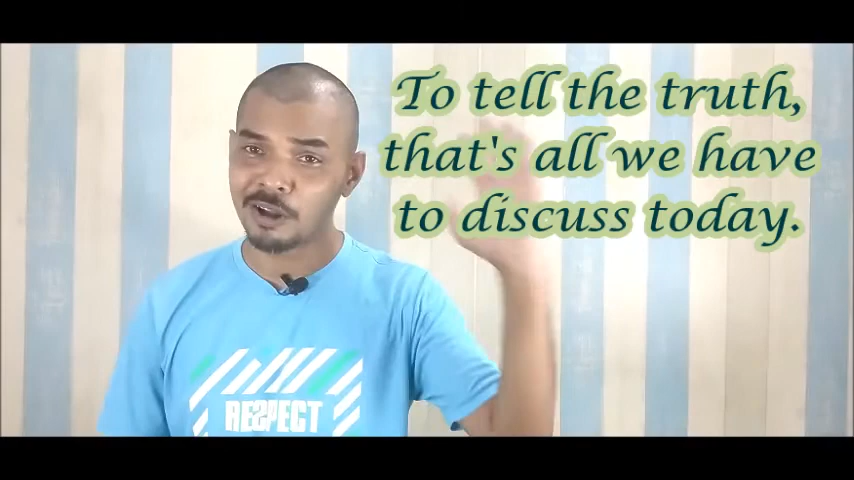 To tell the truth,
that's all we have
to discuss today.
RESPECT